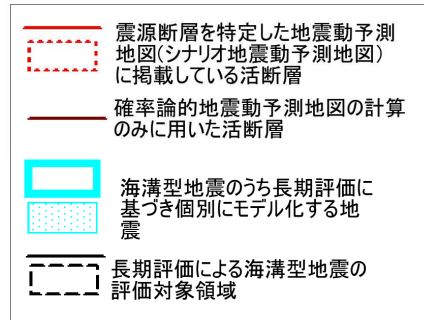 震源断層を特定した地震動予測
地図(シナリオ地震動予測地図)
に掲載している活断層
確率論的地震動予測地図の計算
のみに用いた活断層
海溝型地震のうち長期評価に
基づき個別にモデル化する地
震
長期評価による海溝型地震の
評価対象領域